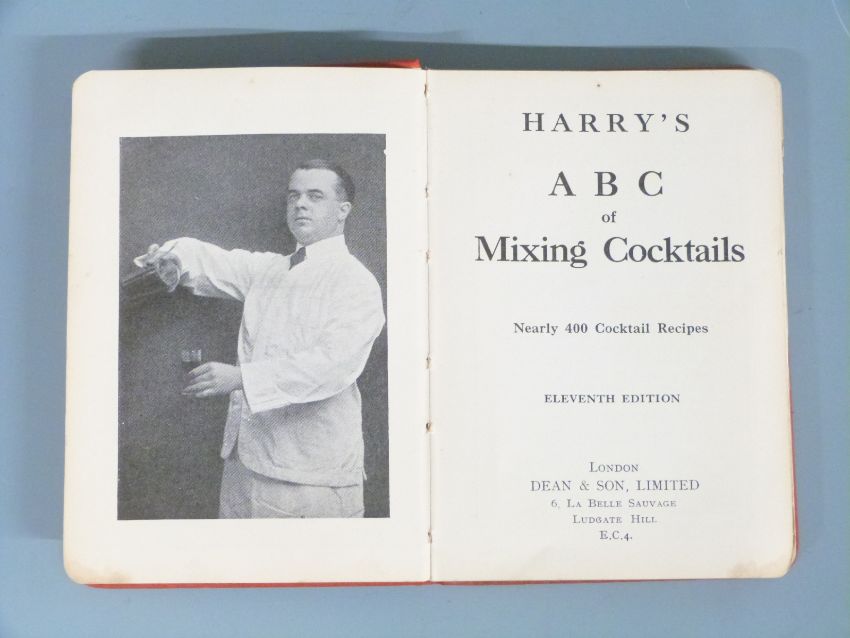 HARRY'S
A B C
of
Mixing Cocktails
Nearly 400 Cocktail Recipes
ELEVENTH EDITION
LONDON
DEAN & SON, LIMITED
6, LA BELLE SAUVAGE
LUDGATE HILL
E.C.4.